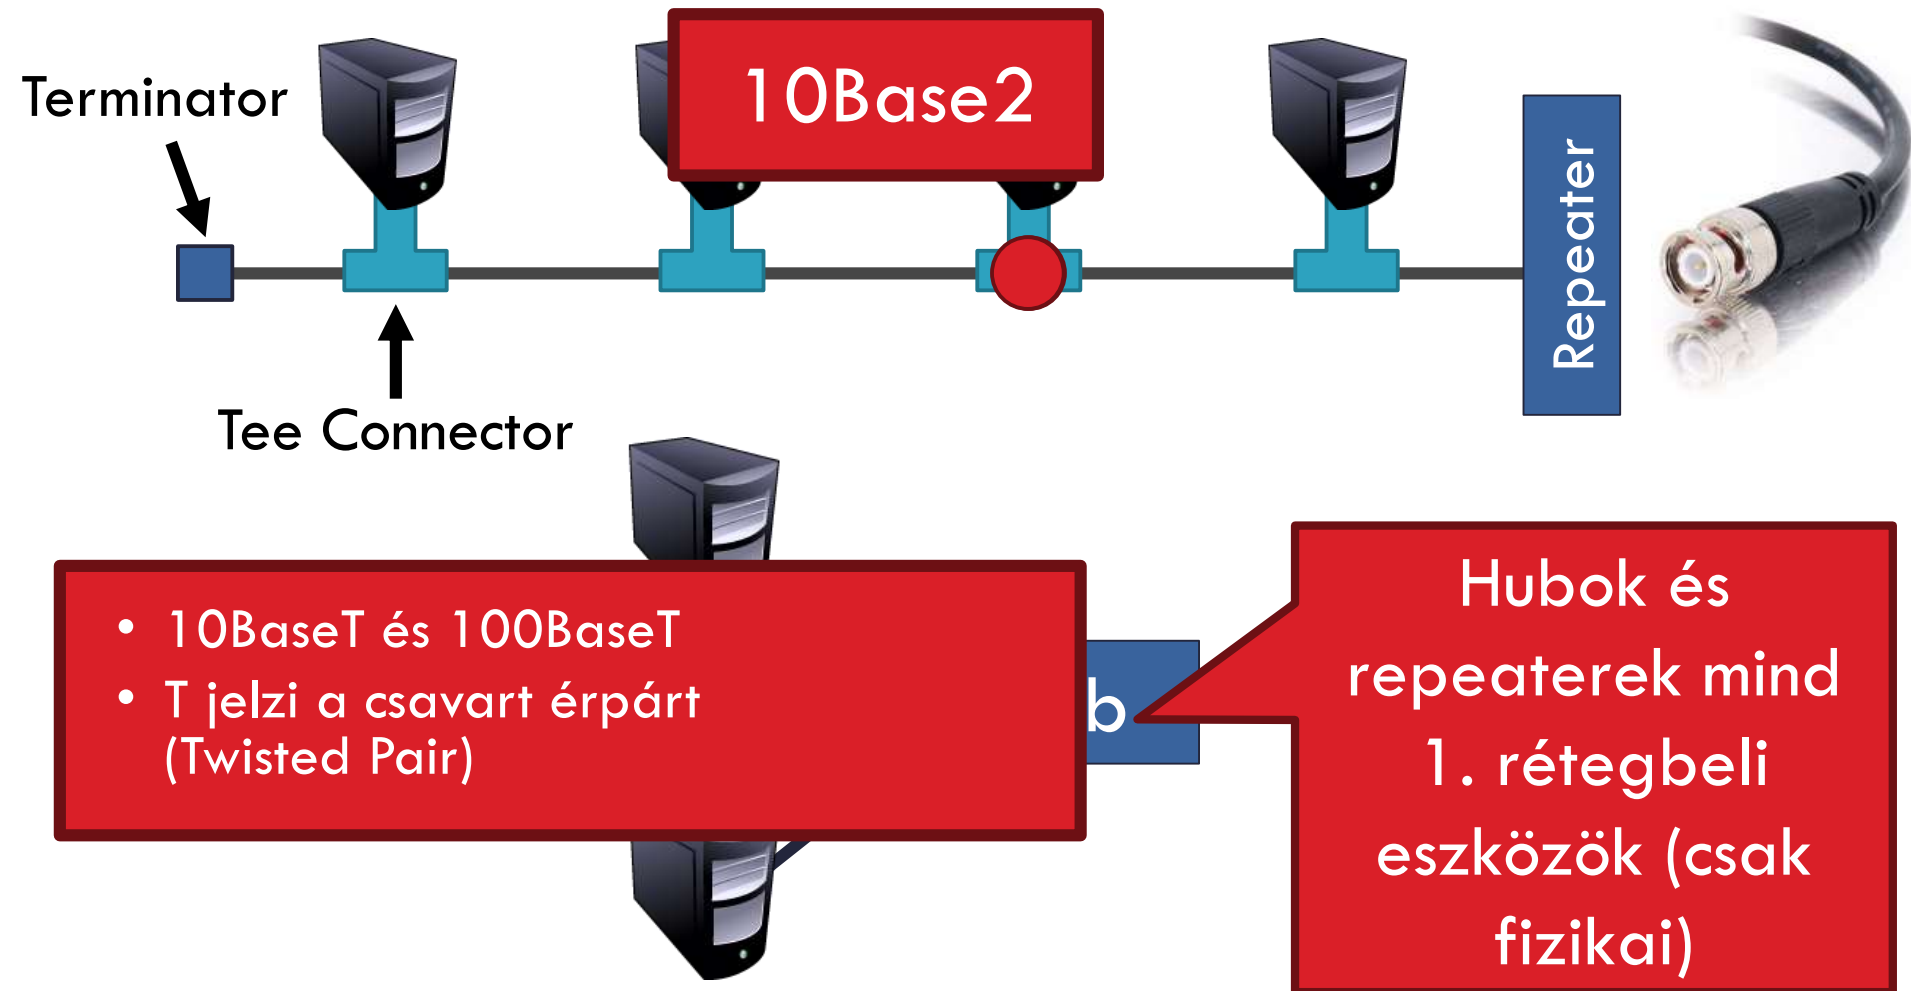 10Base2
Terminator
Repeater
Tee Connector
• 10BaseT és 100BaseT
• T jelzi a csavart érpárt
(Twisted Pair)
b
Hubok és
repeaterek mind
1. rétegbeli
eszközök (csak
fizikai)